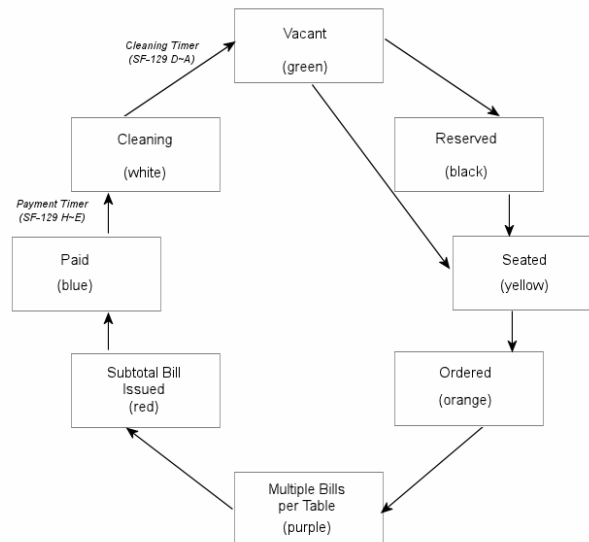 Cleaning Timer
(SF-129 D~A)
Vacant
(green)
Cleaning
(white)
Reserved
(black)
Payment Timer
(SF-129 H~E)
Paid
(blue)
Seated
(yellow)
Subtotal Bill
Issued
(red)
Ordered
(orange)
Multiple Bills
per Table
(purple)